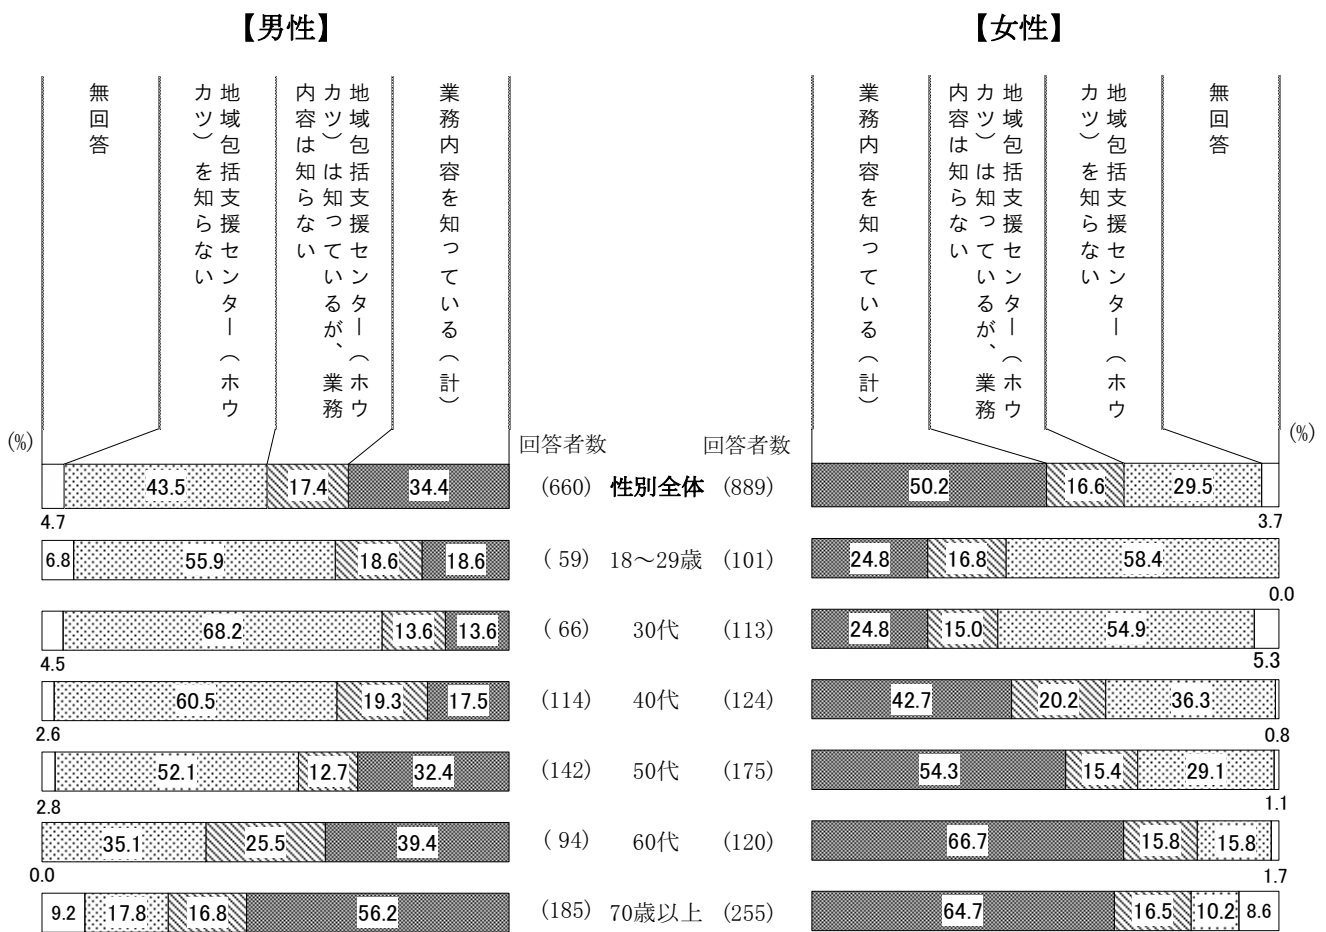 【男性】
【女性】
無回答
地域包括支援センター（ホウ
カツ）を知らない
地域包括支援センター（ホウ
カツ）は知っているが、業務
内容は知らない
業務内容を知っている（計）
業務内容を知っている（計）
地域包括支援センター（ホウ
カツ）は知っているが、業務
内容は知らない
地域包括支援センター（ホウ
カツ）を知らない
無回答
(%) 回答者数 回答者数 (%)
43.5 17.4 34.4 (660) 性別全体 (889) 50.2 16.6 29.5
4.7 3.7
6.8 55.9 18.6 18.6 ( 59) 18～29歳 (101) 24.8 16.8 58.4
0.0
68.2 13.6 13.6 ( 66) 30代 (113) 24.8 15.0 54.9
4.5 5.3
60.5 19.3 17.5 (114) 40代 (124) 42.7 20.2 36.3
2.6 0.8
52.1 12.7 32.4 (142) 50代 (175) 54.3 15.4 29.1
2.8 1.1
35.1 25.5 39.4 ( 94) 60代 (120) 66.7 15.8 15.8
0.0 1.7
9.2 17.8 16.8 56.2 (185) 70歳以上 (255) 64.7 16.5 10.2 8.6